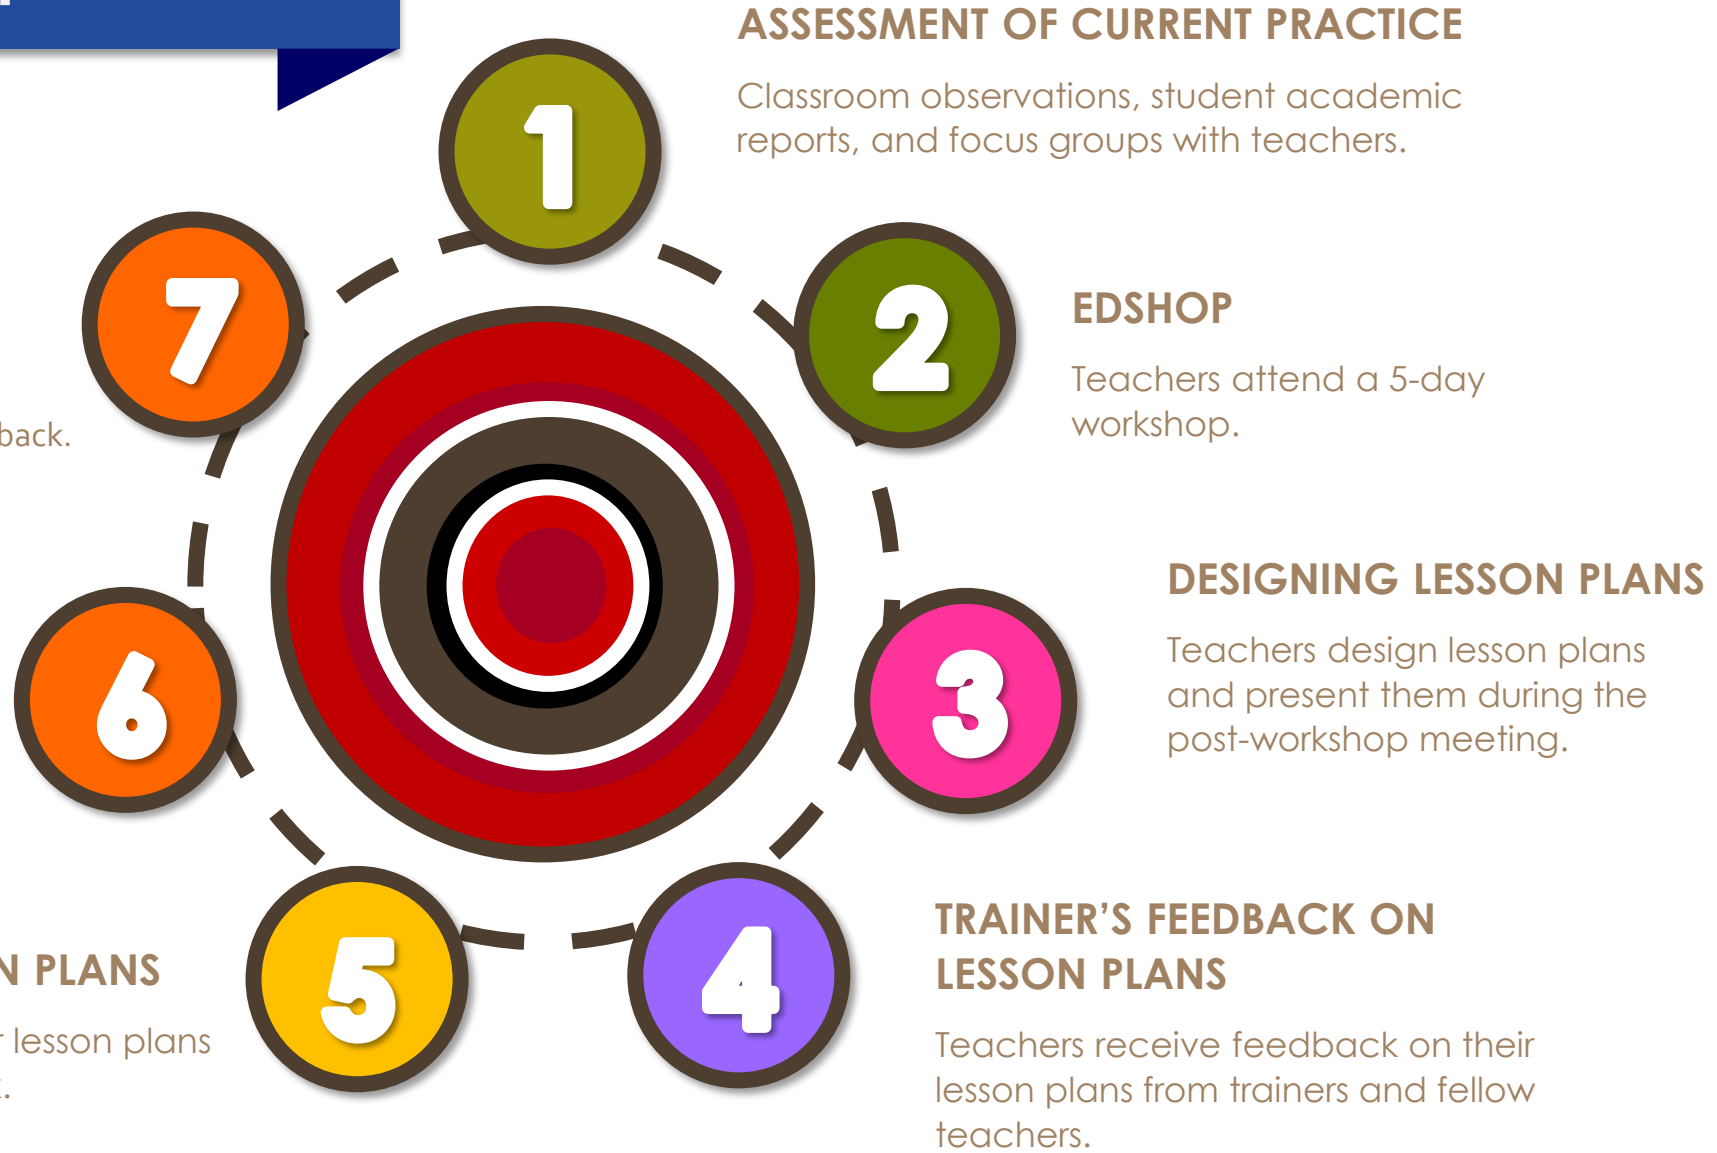 ASSESSMENT OF CURRENT PRACTICE
Classroom observations, student academic
reports, and focus groups with teachers.
1
2
EDSHOP
Teachers attend a 5-day
workshop.
3
DESIGNING LESSON PLANS
Teachers design lesson plans
and present them during the
post-workshop meeting.
4
TRAINER’S FEEDBACK ON
LESSON PLANS
Teachers receive feedback on their
lesson plans from trainers and fellow
teachers.
5
PLANS
lesson plans
6
7
back.